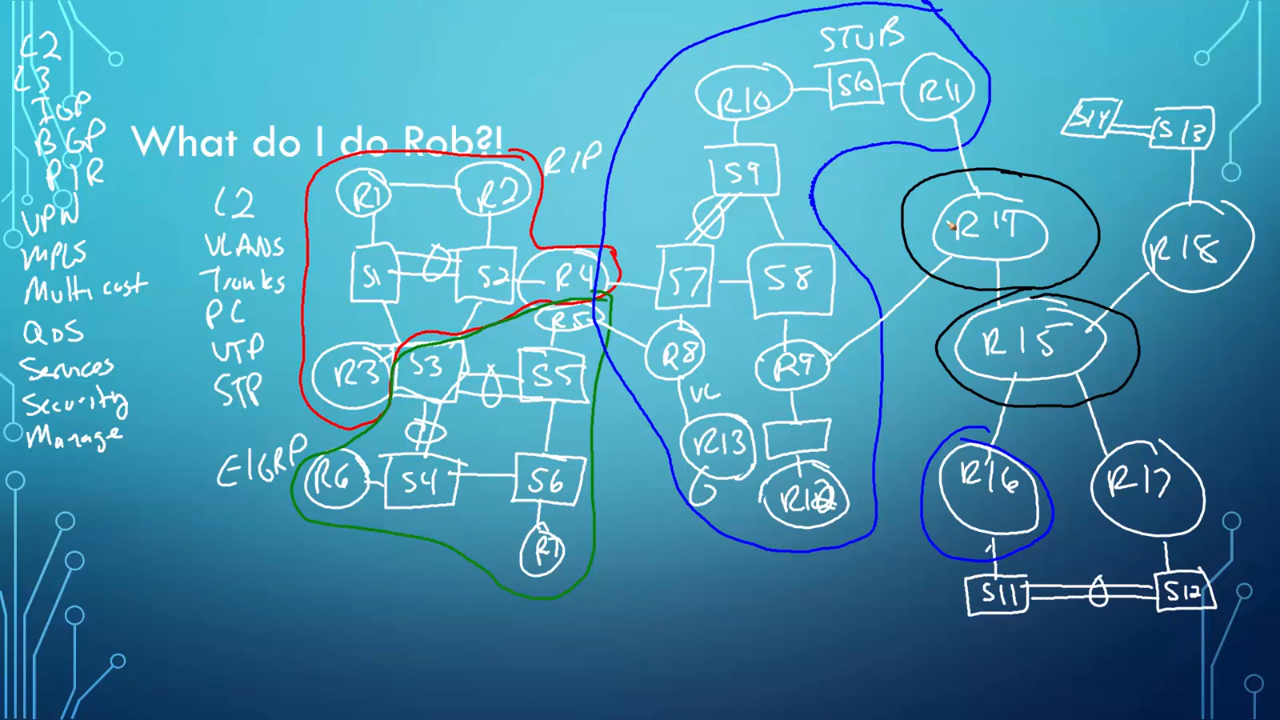 L2
L3
IGP
BGP
PfR
VPN
MPLS
Multicast
QOS
Services
Security
Manage
What do I do Rob?!
L2
VLANS
Trunks
PC
VTP
STP
EIGRP
RIP
R1
R2
S1
S2
R4
R5
R3
S3
S5
R6
S4
S6
R7
STUB
R10
S10
R11
S9
S7
S8
R8
R9
VL
R13
R12
S14
S13
R18
R15
R16
R17
S11
S12